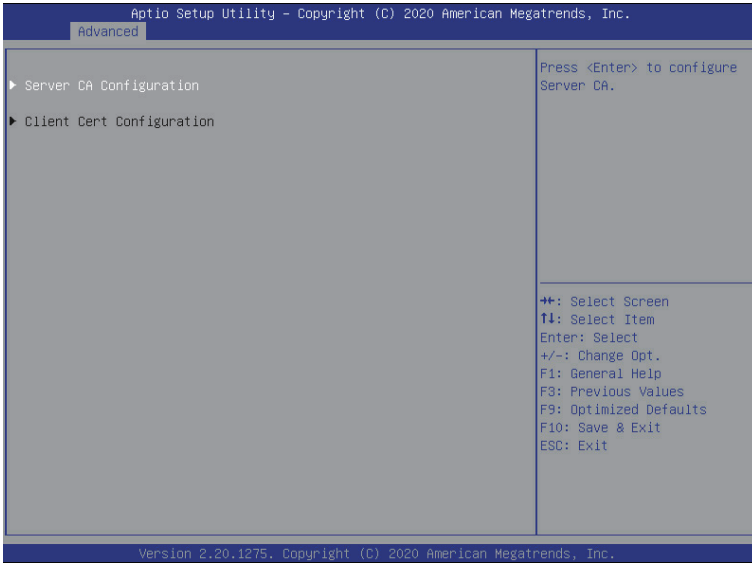 Aptio Setup Utility – Copyright (C) 2020 American Megatrends, Inc.
Advanced
▶ Server CA Configuration
▶ Client Cert Configuration
Press <Enter> to configure
Server CA.
→←: Select Screen
↑↓: Select Item
Enter: Select
+/-: Change Opt.
F1: General Help
F3: Previous Values
F9: Optimized Defaults
F10: Save & Exit
ESC: Exit
Version 2.20.1275. Copyright (C) 2020 American Megatrends, Inc.